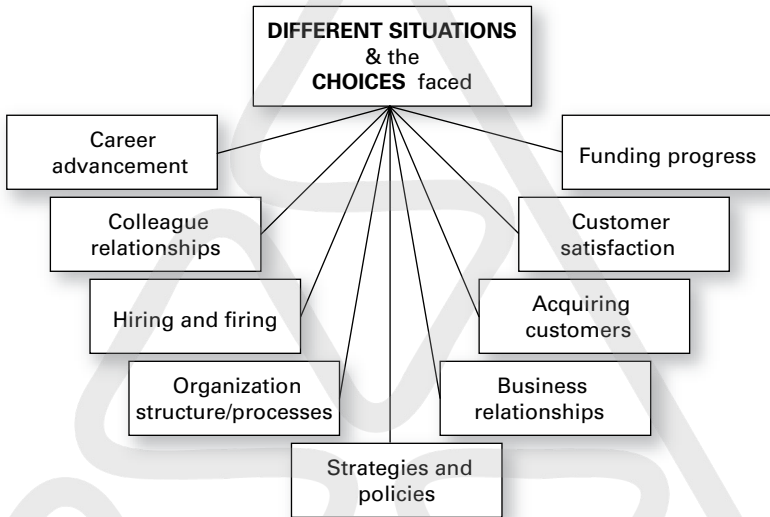 DIFFERENT SITUATIONS
& the
CHOICES faced
Career
advancement
Funding progress
Colleague
relationships
Customer
satisfaction
Hiring and firing
Acquiring
customers
Organization
structure/processes
Business
relationships
Strategies and
policies